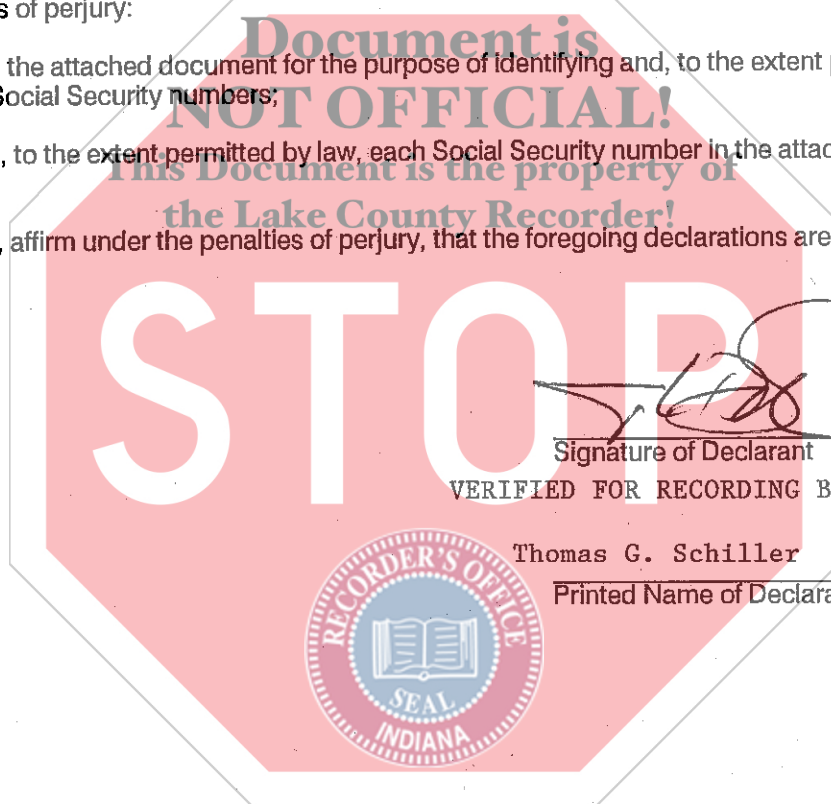 s of perjury:
Document is
the attached document for the purpose of identifying and, to the extent
Social Security numbers;
NOT OFFICIAL!
, to the extent permitted by law, each Social Security number in the attac
This Document is the property of
the Lake County Recorder!
, affirm under the penalties of perjury, that the foregoing declarations are
STOP
Signature of Declarant
VERIFIED FOR RECORDING B
Thomas G. Schiller
Printed Name of Declara
RECORDER'S OFFICE
SEAL
INDIANA